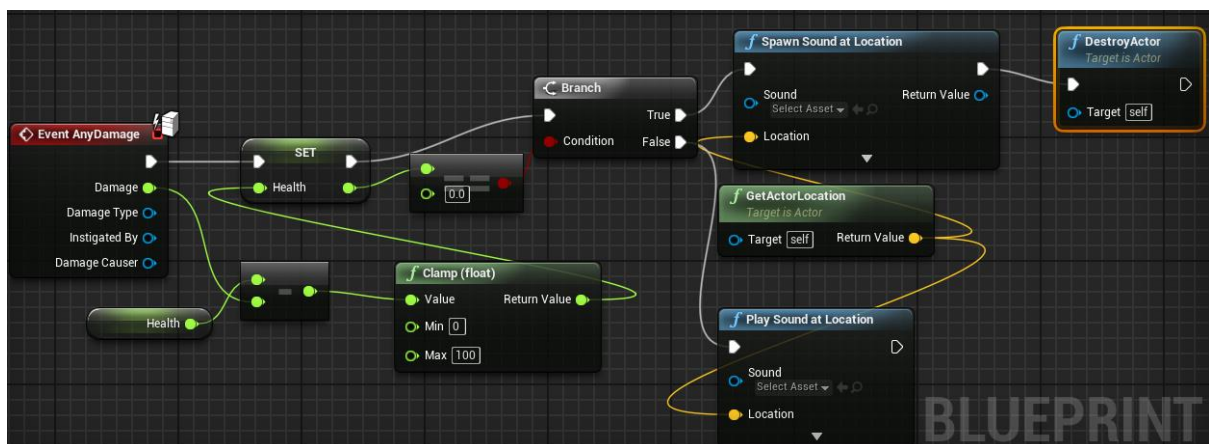 Event AnyDamage
Damage
Damage Type
Instigated By
Damage Causer
Health
SET
Health
-
Clamp (float)
Value
Return Value
Min 0
Max 100
==
0.0
Branch
True
Condition
False
f Spawn Sound at Location
Sound
Select Asset
Return Value
Location
f GetActorLocation
Target is Actor
Target self
Return Value
f Play Sound at Location
Sound
Select Asset
Location
f DestroyActor
Target is Actor
Target self
BLUEPRINT